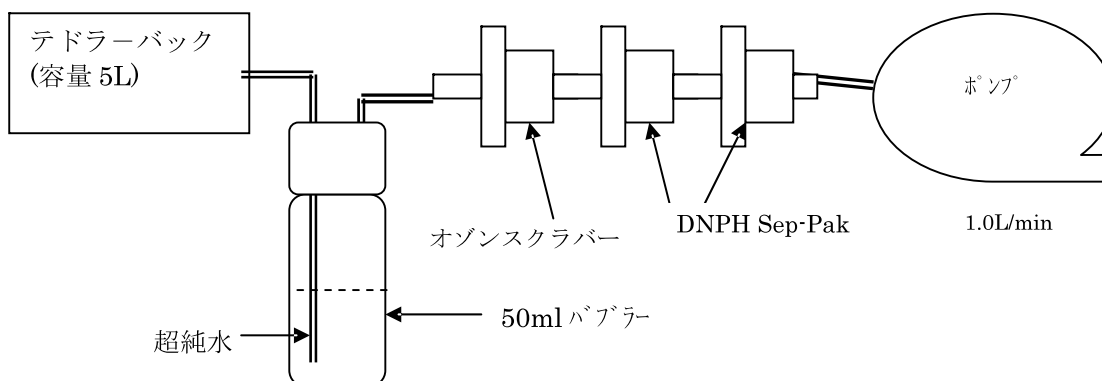 テドラーバック
(容量 5L)
ポンプ
オゾンスクラバー
DNPH Sep-Pak
1.0L/min
50ml バブラー
超純水